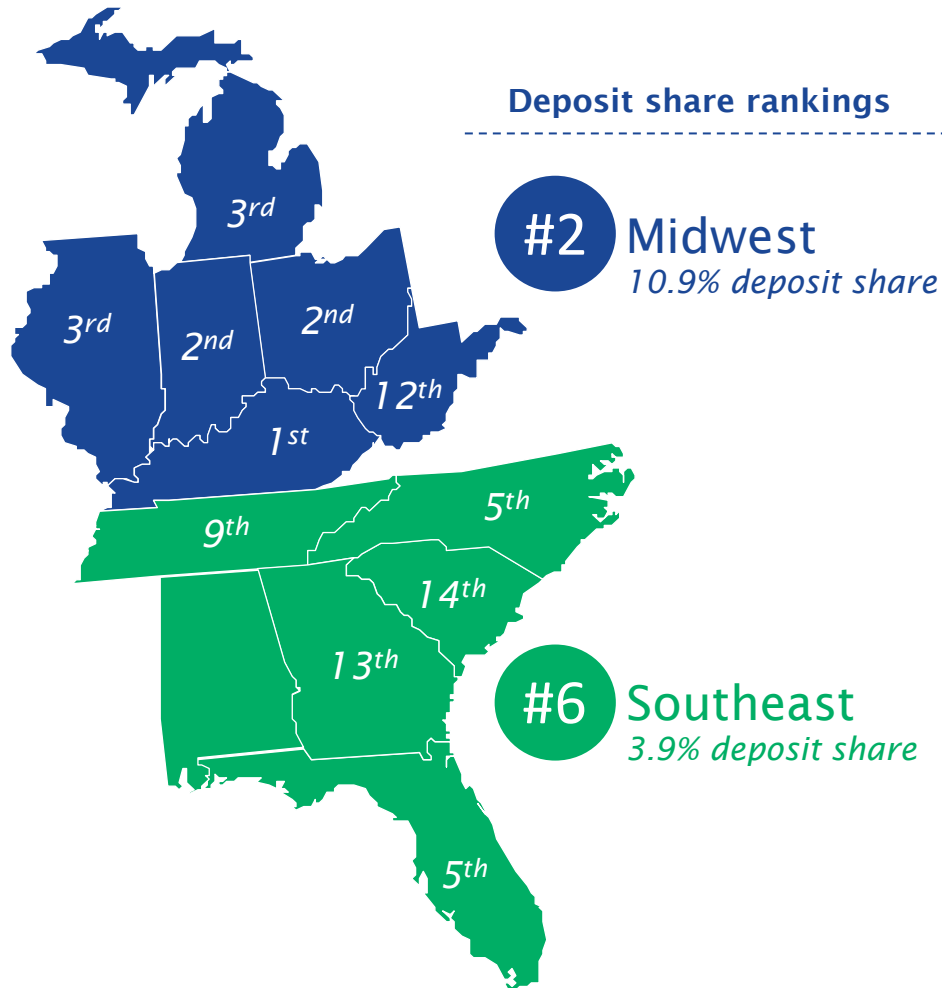 Deposit share rankings
3rd
#2 Midwest
10.9% deposit share
3rd
2nd
2nd
12th
1st
5th
9th
14th
13th
#6 Southeast
3.9% deposit share
5th